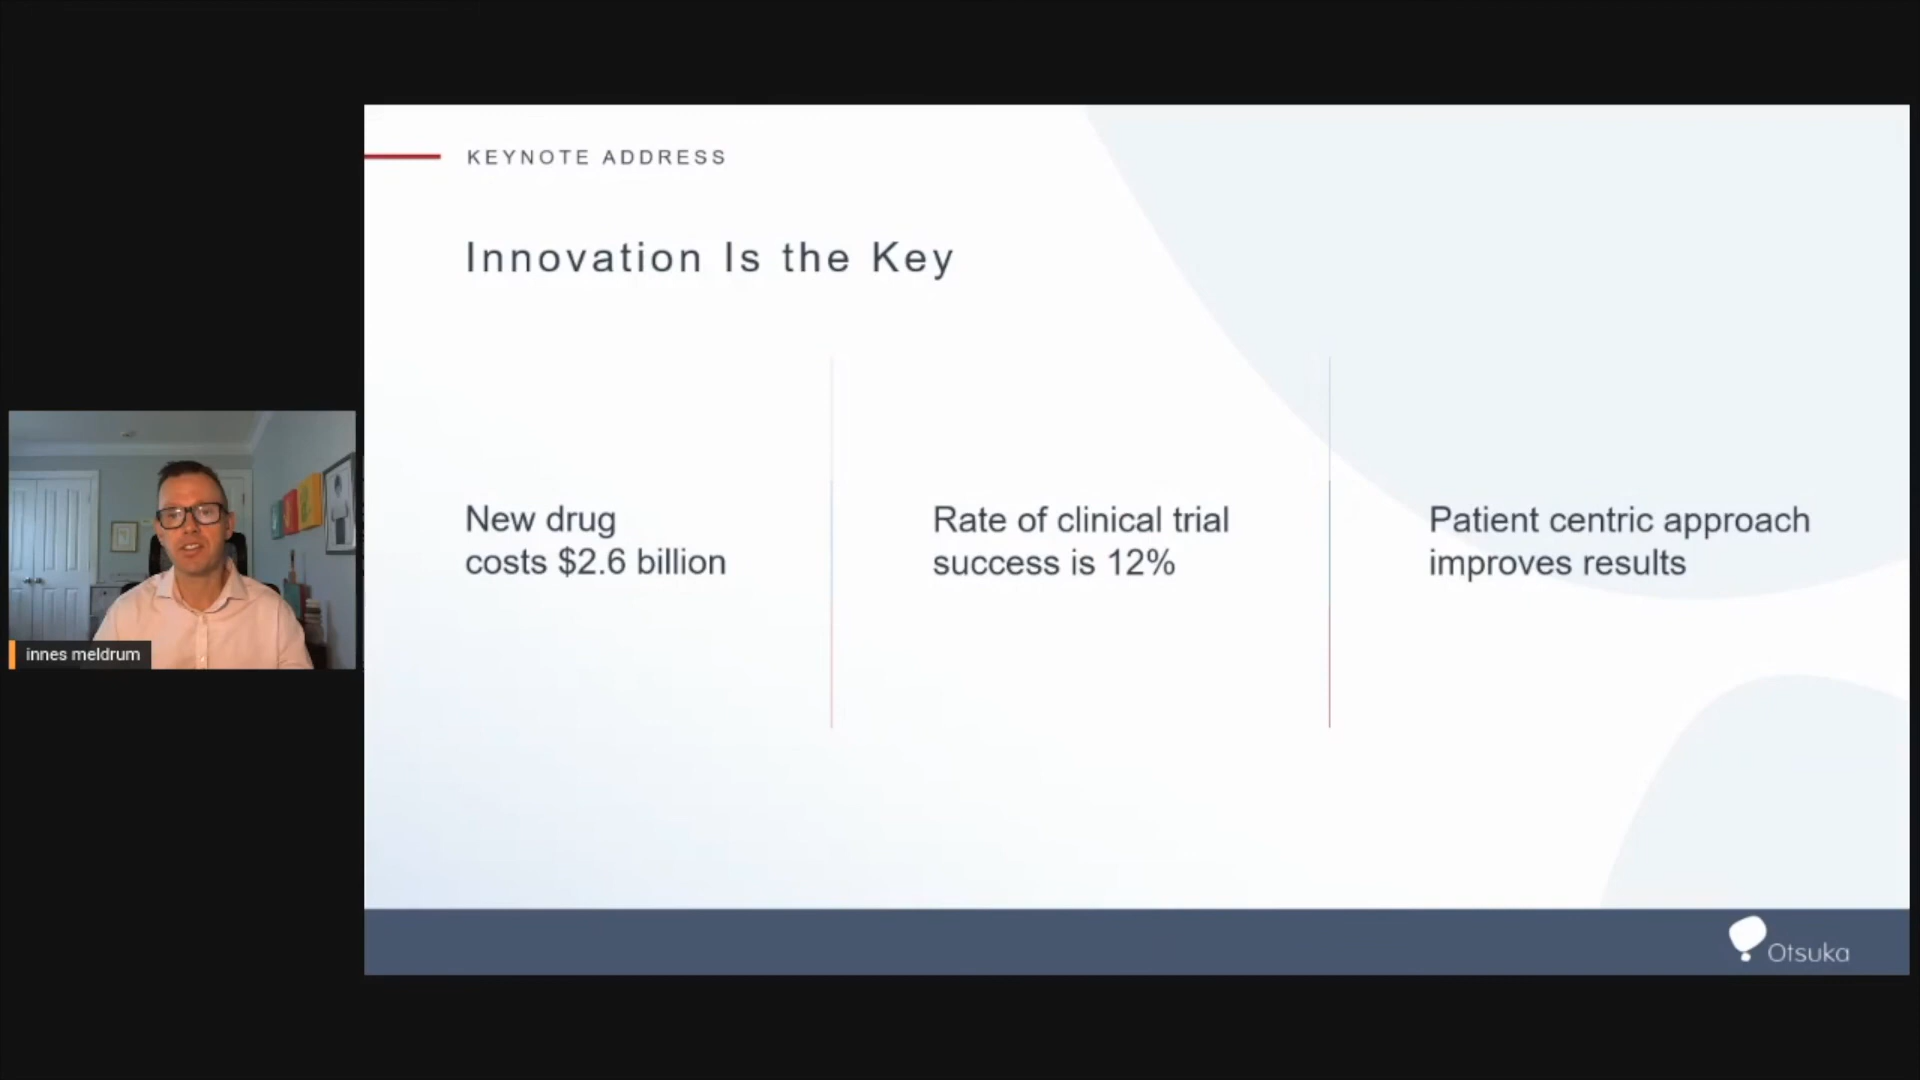 KEYNOTE ADDRESS
Innovation Is the Key
New drug
costs $2.6 billion
Rate of clinical trial
success is 12%
Patient centric approach
improves results
innes meldrum
Otsuka